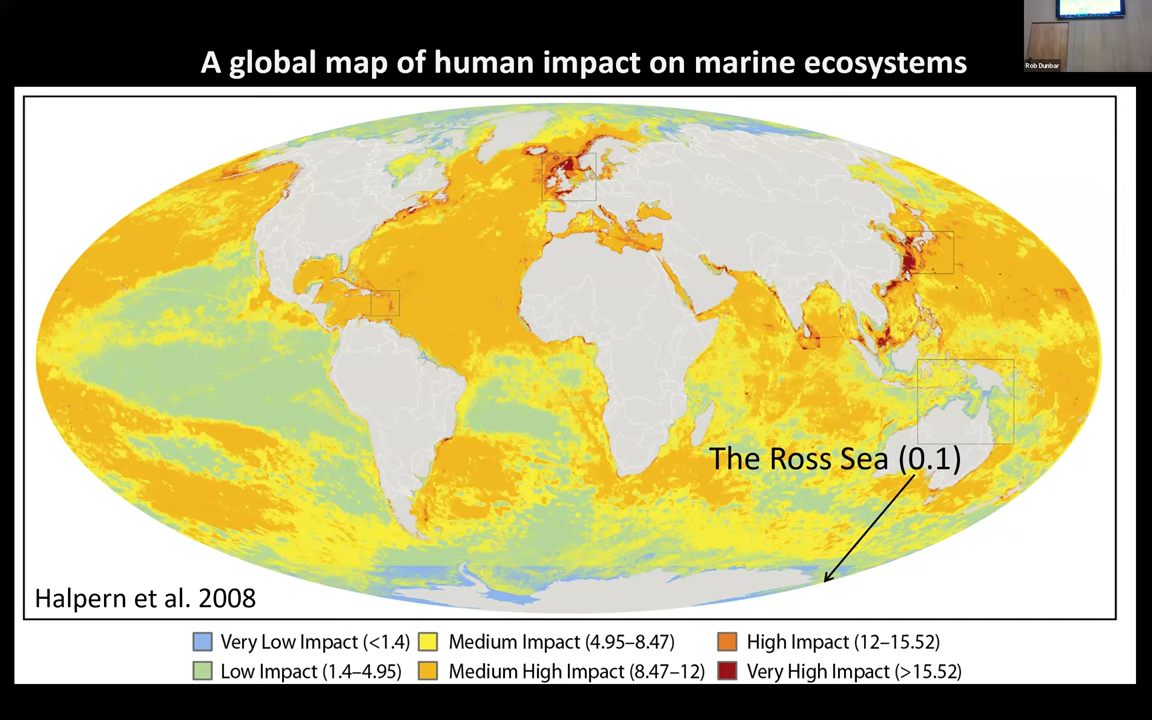 A global map of human impact on marine ecosystems
Rob Dunbar
The Ross Sea (0.1)
Halpern et al. 2008
Very Low Impact (<1.4)
Medium Impact (4.95–8.47)
High Impact (12–15.52)
Low Impact (1.4–4.95)
Medium High Impact (8.47–12)
Very High Impact (>15.52)